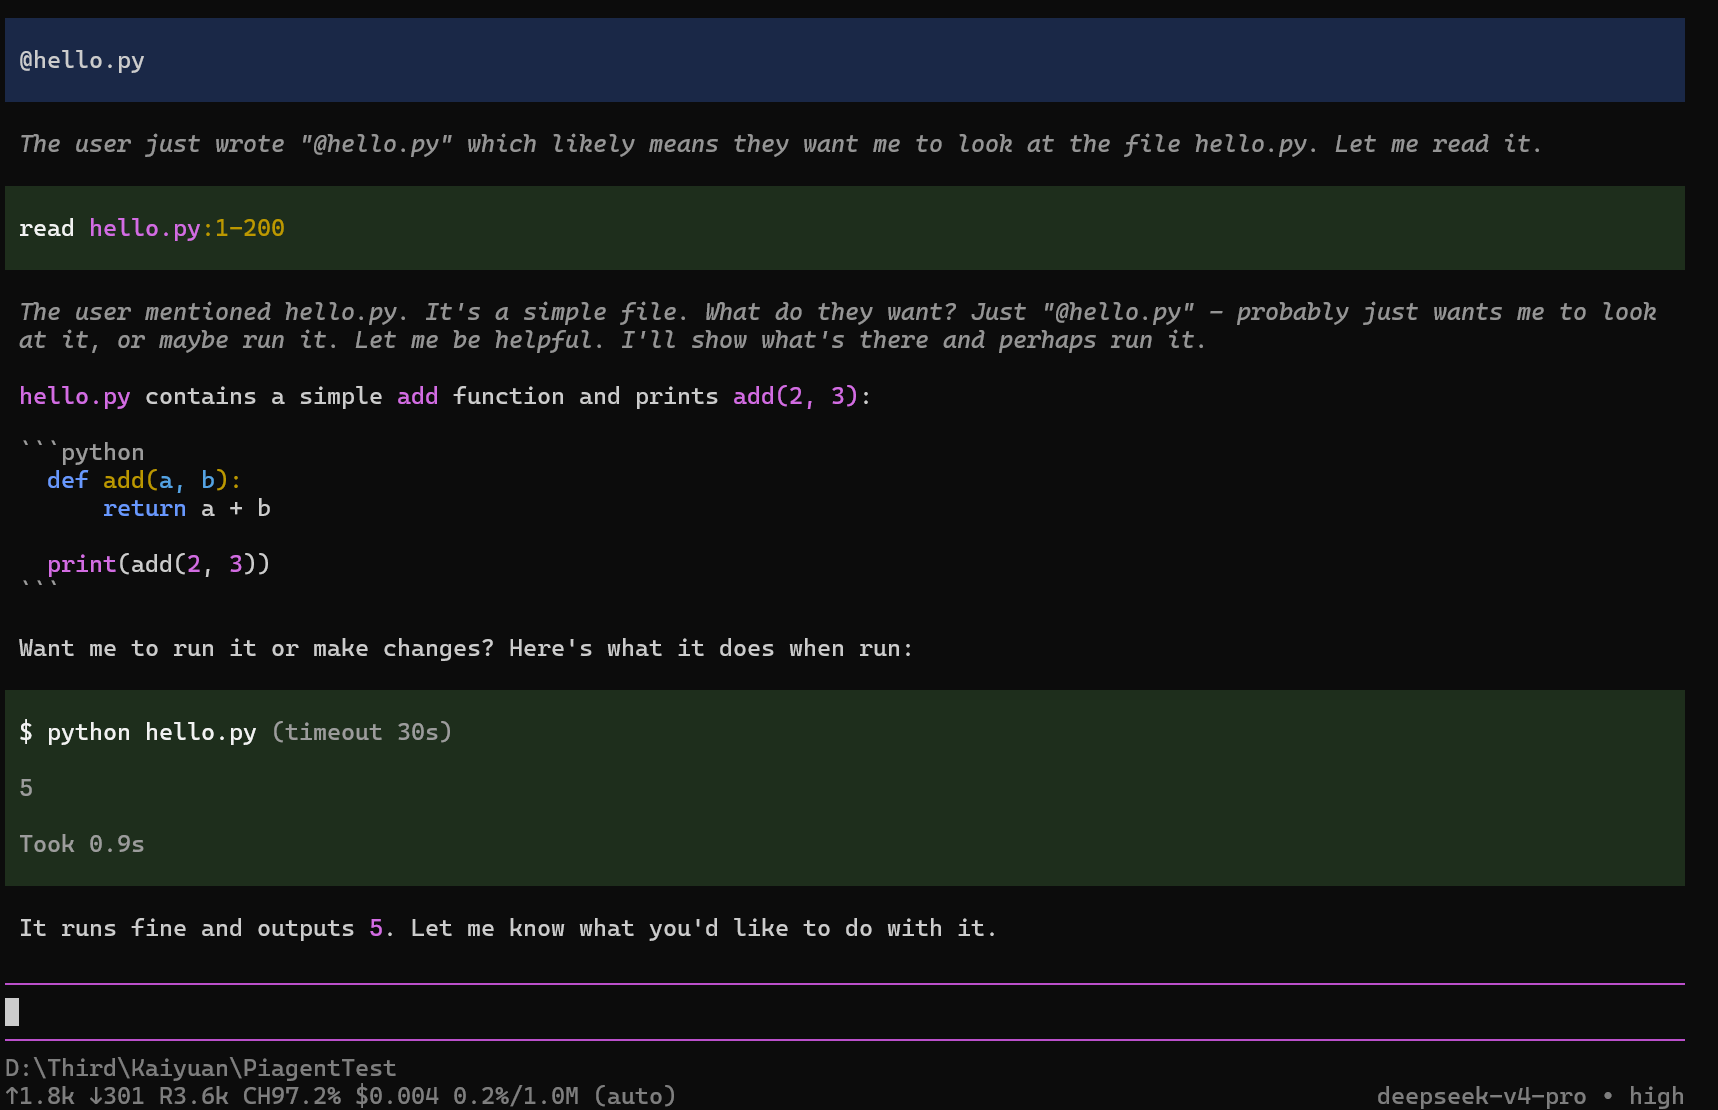 @hello.py
The user just wrote "@hello.py" which likely means they want me to look at the file hello.py. Let me read it.
read hello.py:1-200
The user mentioned hello.py. It's a simple file. What do they want? Just "@hello.py" - probably just wants me to look
at it, or maybe run it. Let me be helpful. I'll show what's there and perhaps run it.
hello.py contains a simple add function and prints add(2, 3):
```python
  def add(a, b):
      return a + b
  print(add(2, 3))
```
Want me to run it or make changes? Here's what it does when run:
$ python hello.py (timeout 30s)
5
Took 0.9s
It runs fine and outputs 5. Let me know what you'd like to do with it.
D:\Third\Kaiyuan\PiagentTest
↑1.8k ↓301 R3.6k CH97.2% $0.004 0.2%/1.0M (auto) deepseek-v4-pro • high